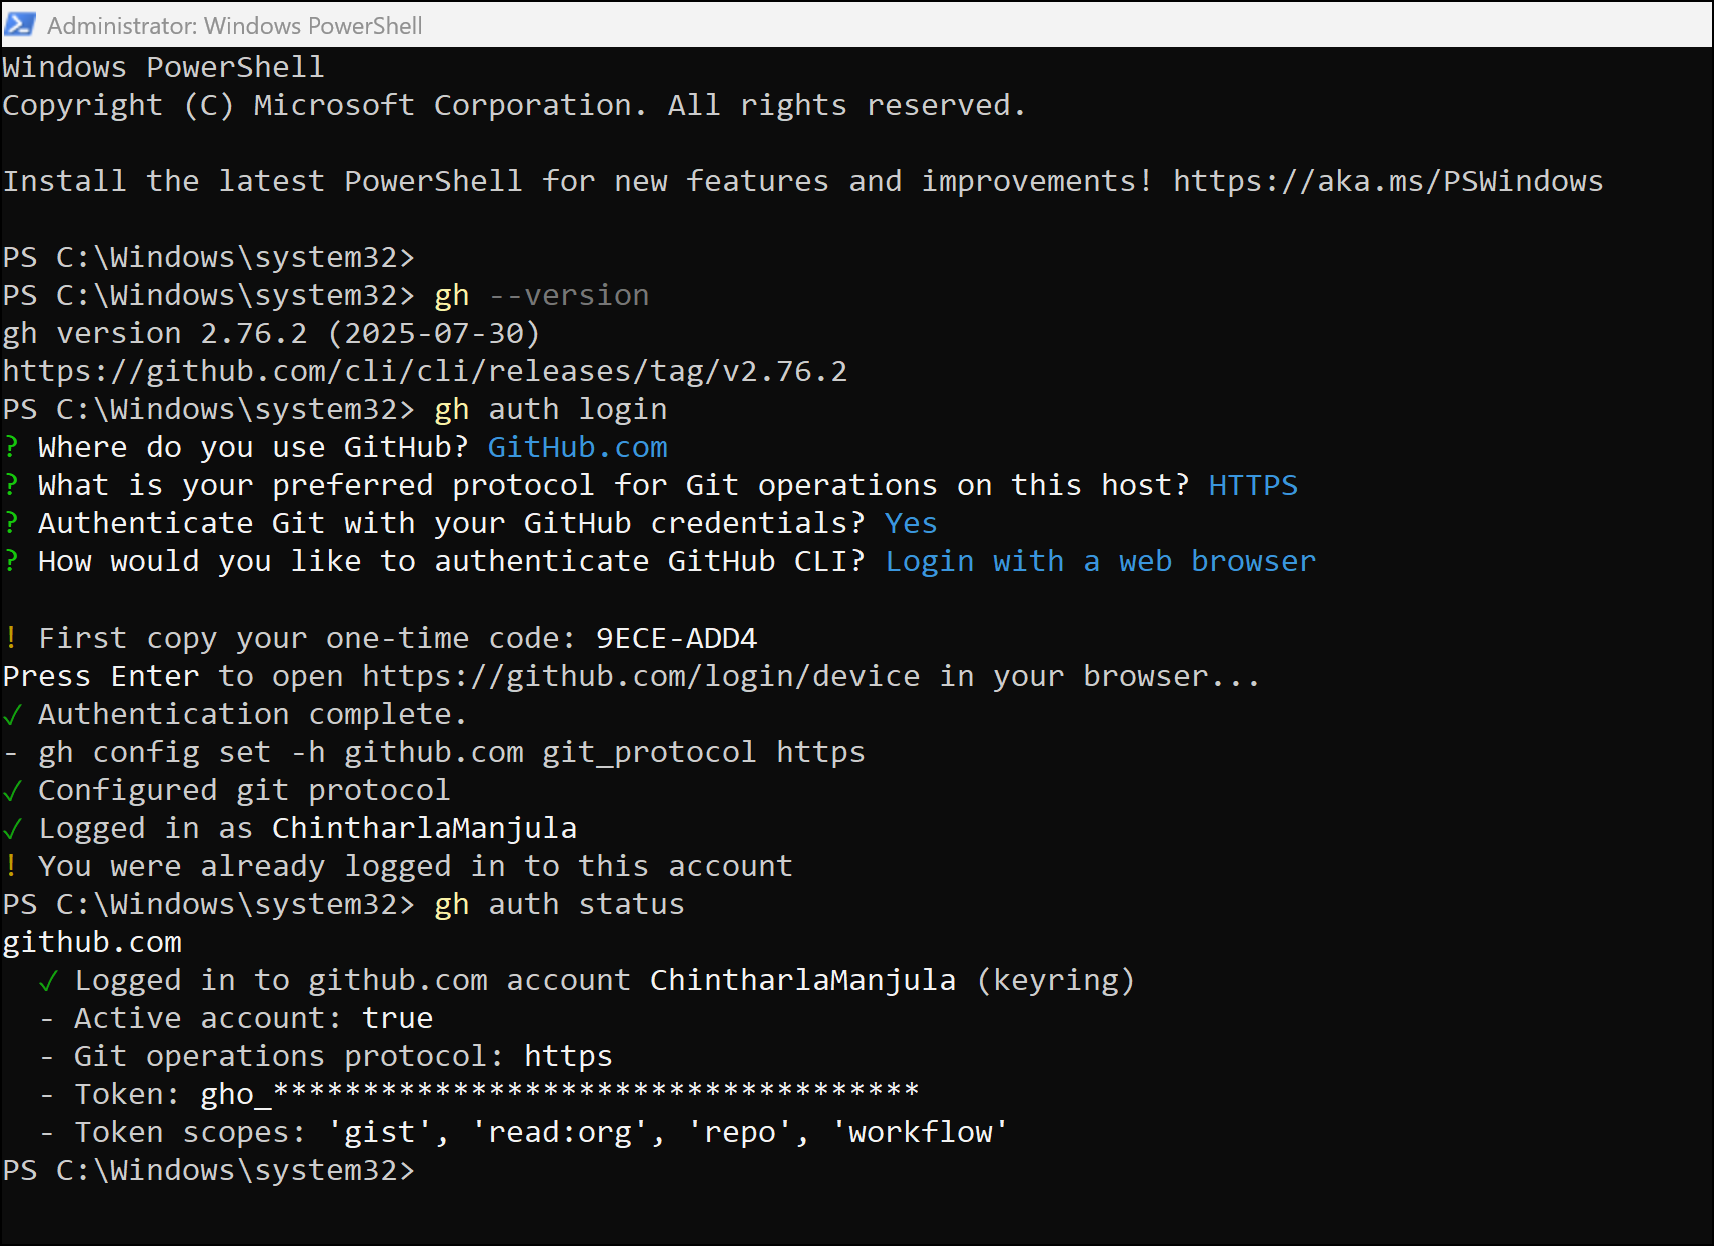 Administrator: Windows PowerShell
Windows PowerShell
Copyright (C) Microsoft Corporation. All rights reserved.
Install the latest PowerShell for new features and improvements! https://aka.ms/PSWindows
PS C:\Windows\system32>
PS C:\Windows\system32> gh --version
gh version 2.76.2 (2025-07-30)
https://github.com/cli/cli/releases/tag/v2.76.2
PS C:\Windows\system32> gh auth login
? Where do you use GitHub? GitHub.com
? What is your preferred protocol for Git operations on this host? HTTPS
? Authenticate Git with your GitHub credentials? Yes
? How would you like to authenticate GitHub CLI? Login with a web browser
! First copy your one-time code: 9ECE-ADD4
Press Enter to open https://github.com/login/device in your browser...
✓ Authentication complete.
- gh config set -h github.com git_protocol https
✓ Configured git protocol
✓ Logged in as ChintharlaManjula
! You were already logged in to this account
PS C:\Windows\system32> gh auth status
github.com
  ✓ Logged in to github.com account ChintharlaManjula (keyring)
  - Active account: true
  - Git operations protocol: https
  - Token: gho_************************************
  - Token scopes: 'gist', 'read:org', 'repo', 'workflow'
PS C:\Windows\system32>